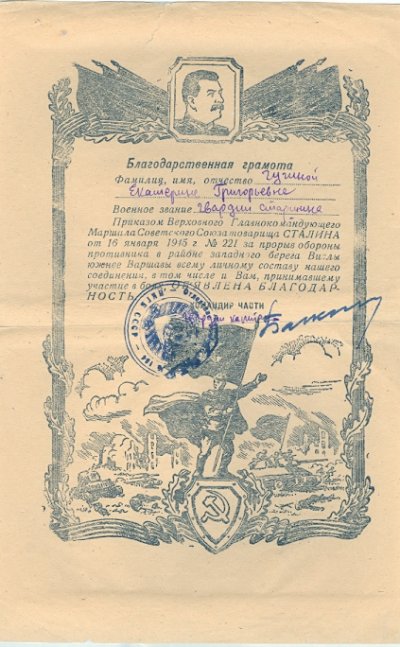 Благодарственная грамота
Фамилия, имя, отчество Гузиной
Екатерине Григорьевне
Военное звание гвардии старшине
Приказом Верховного Главнокомандующего
Маршала Советского Союза товарища СТАЛИНА
от 16 января 1945 г № 221 за прорыв обороны
противника в районе западного берега Вислы
южнее Варшавы всему личному составу нашего
соединения, в том числе и Вам, принимавшему
участие в боях ОБЪЯВЛЕНА БЛАГОДАР-
НОСТЬ
КОМАНДИР ЧАСТИ
гвардии